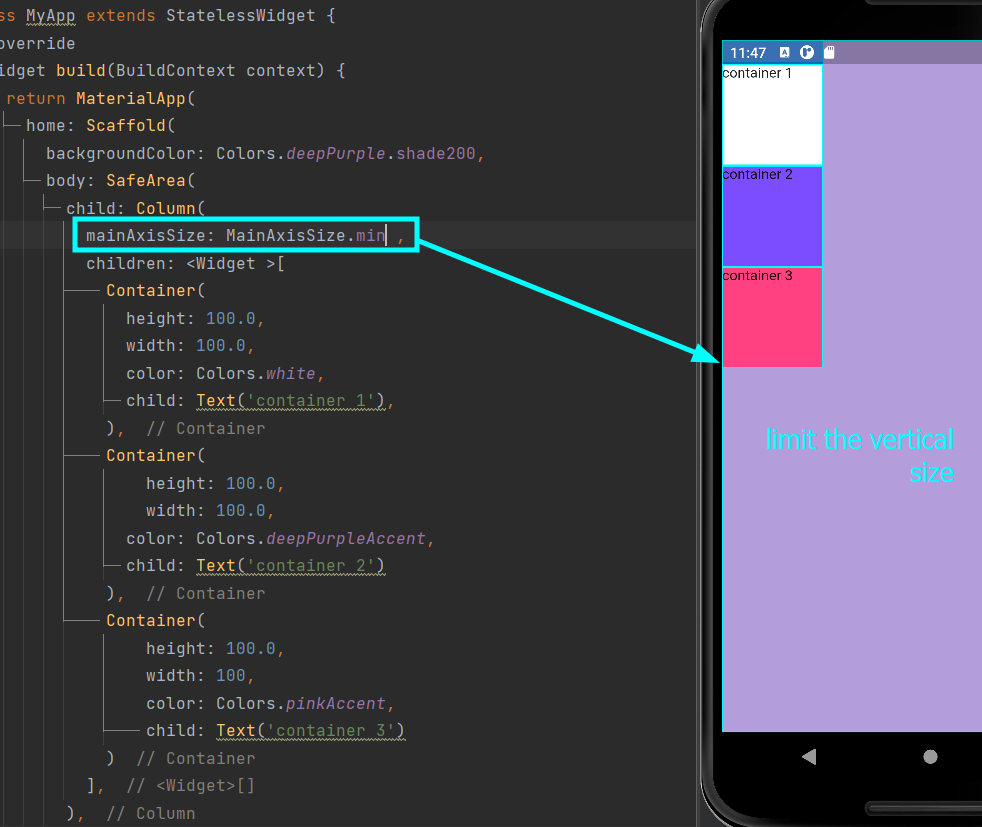 ss MyApp extends StatelessWidget {
override
idget build(BuildContext context) {
return MaterialApp(
home: Scaffold(
backgroundColor: Colors.deepPurple.shade200,
body: SafeArea(
child: Column(
mainAxisSize: MainAxisSize.min ,
children: <Widget >[
Container(
height: 100.0,
width: 100.0,
color: Colors.white,
child: Text('container 1'),
), // Container
Container(
height: 100.0,
width: 100.0,
color: Colors.deepPurpleAccent,
child: Text('container 2')
), // Container
Container(
height: 100.0,
width: 100,
color: Colors.pinkAccent,
child: Text('container 3')
) // Container
], // <Widget>[]
), // Column
11:47 A
container 1
container 2
container 3
limit the vertical
size